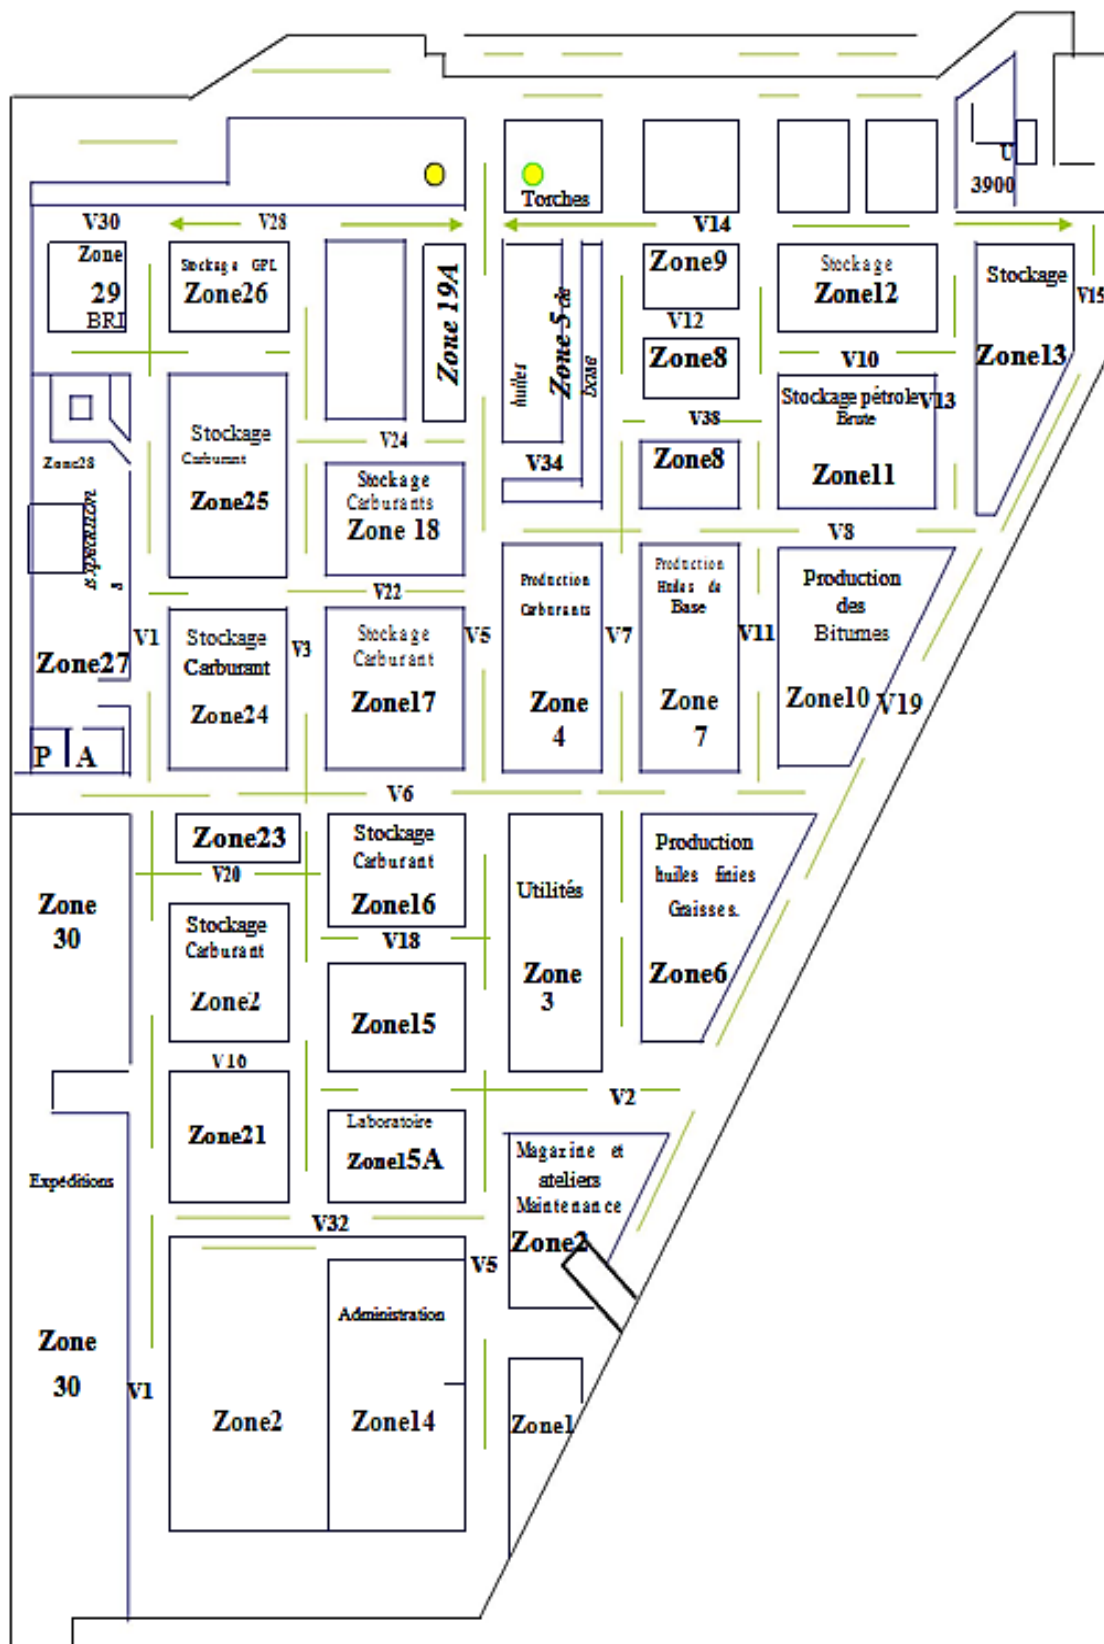 U
3900
Torches
V30
V28
V14
Zone
29
BRI
Stockage GPL
Zone26
Zone 19A
huiles
Zone 5 de
base
Zone9
V12
Zone8
V38
Zone8
Stockage
Zone12
V10
Stockage
Zone13
V15
Stockage pétrole
Brute
V13
Zone11
Zone28
Stockage
Carburant
Zone25
V24
Stockage
Carburants
Zone 18
V34
V8
V22
Production
Carburants
Zone
4
Production
Huiles de
Base
Zone
7
Production
des
Bitumes
Zone10
V19
V1
V3
V5
V7
V11
Zone27
P A
Stockage
Carburant
Zone24
Stockage
Carburant
Zone17
V6
Zone23
V20
Stockage
Carburant
Zone16
V18
Utilités
Zone
3
Production
huiles finies
Graisses.
Zone6
Zone
30
Stockage
Carburant
Zone2
V16
Zone15
V2
Zone21
Laboratoire
Zone15A
Magazine et
ateliers
Maintenance
Zone2
Expéditions
V32
V5
Administration
Zone
30
V1
Zone2
Zone14
Zone1